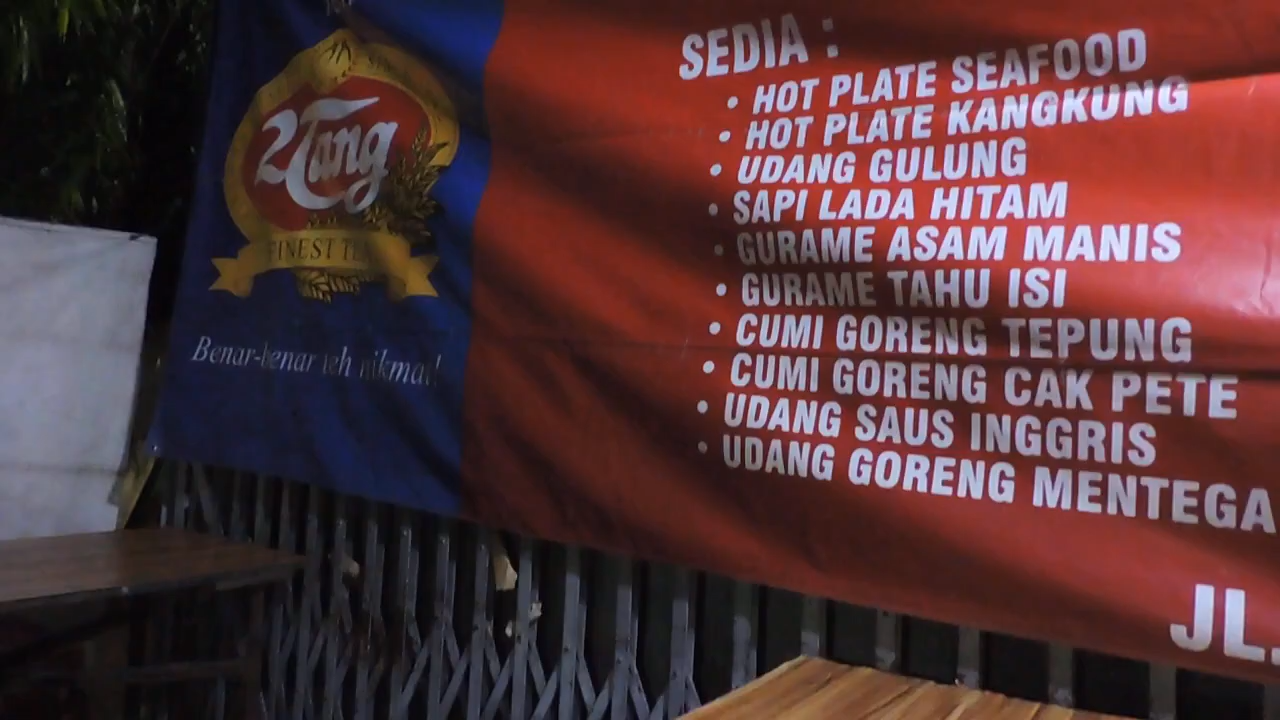 2Tang
FINEST TEA
Benar-benar teh nikmat!
SEDIA :
• HOT PLATE SEAFOOD
• HOT PLATE KANGKUNG
• UDANG GULUNG
• SAPI LADA HITAM
• GURAME ASAM MANIS
• GURAME TAHU ISI
• CUMI GORENG TEPUNG
• CUMI GORENG CAK PETE
• UDANG SAUS INGGRIS
• UDANG GORENG MENTEGA
JL.